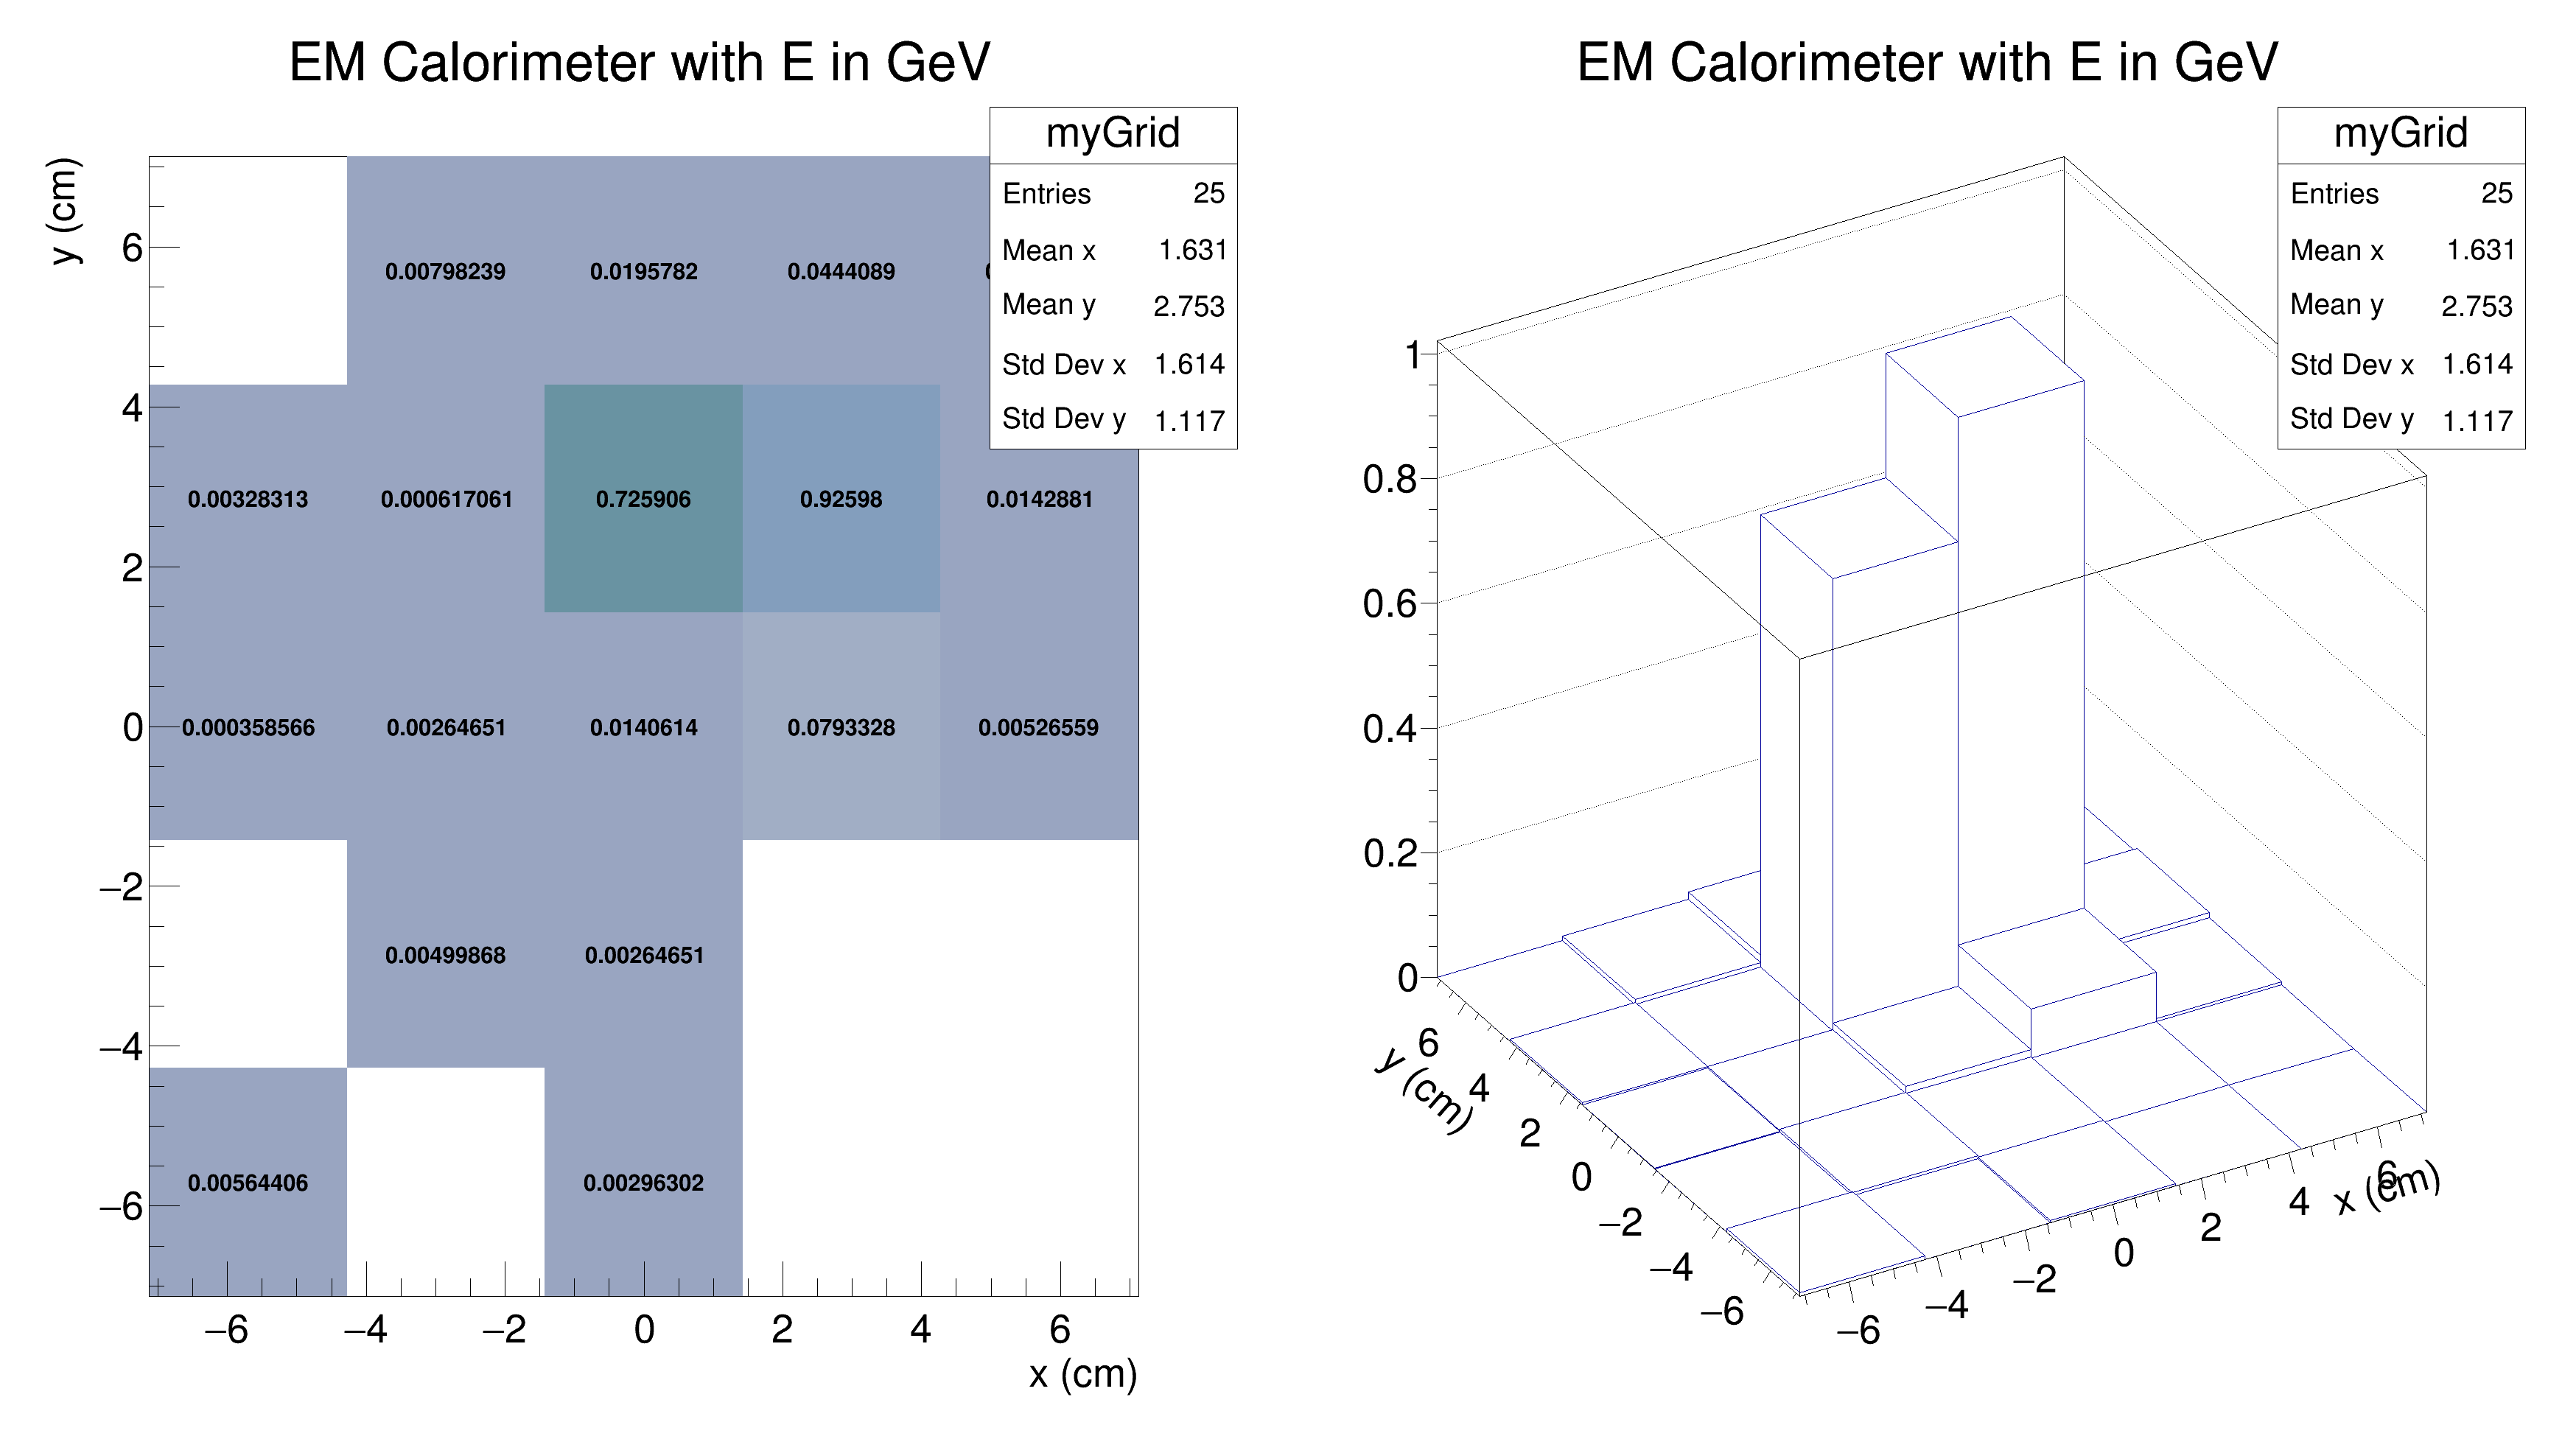 EM Calorimeter with E in GeV
myGrid
Entries 25
Mean x 1.631
Mean y 2.753
Std Dev x 1.614
Std Dev y 1.117
y (cm)
6
4
2
0
−2
−4
−6
0.00798239 0.0195782 0.0444089
0.00328313 0.000617061 0.725906 0.92598 0.0142881
0.000358566 0.00264651 0.0140614 0.0793328 0.00526559
0.00499868 0.00264651
0.00564406 0.00296302
−6 −4 −2 0 2 4 6
x (cm)
EM Calorimeter with E in GeV
myGrid
Entries 25
Mean x 1.631
Mean y 2.753
Std Dev x 1.614
Std Dev y 1.117
1
0.8
0.6
0.4
0.2
0
6
4
2
0
−2
−4
−6
y (cm)
−6
−4
−2
0
2
4
6
x (cm)